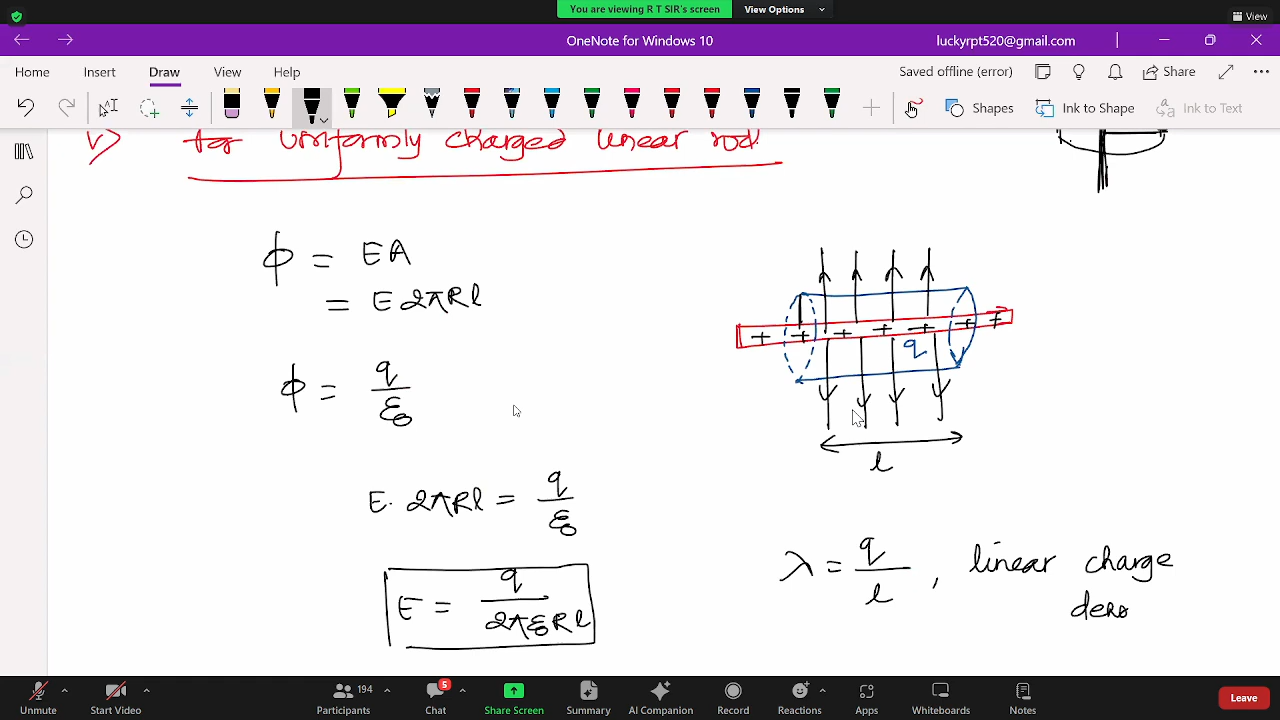 You are viewing R T SIR's screen
View Options
View
OneNote for Windows 10
luckyrpt520@gmail.com
Home Insert Draw View Help
Saved offline (error)
Share
Shapes
Ink to Shape
Ink to Text
v) for uniformly charged linear rod.
ϕ = EA
= E 2πRl
ϕ = q/ε0
E. 2πRl = q/ε0
E = q/2πε0Rl
+ + + + + + +
q
l
λ = q/l , linear charge
dens
Unmute
Start Video
194
Participants
5
Chat
Share Screen
Summary
AI Companion
Record
Reactions
Apps
Whiteboards
Notes
Leave